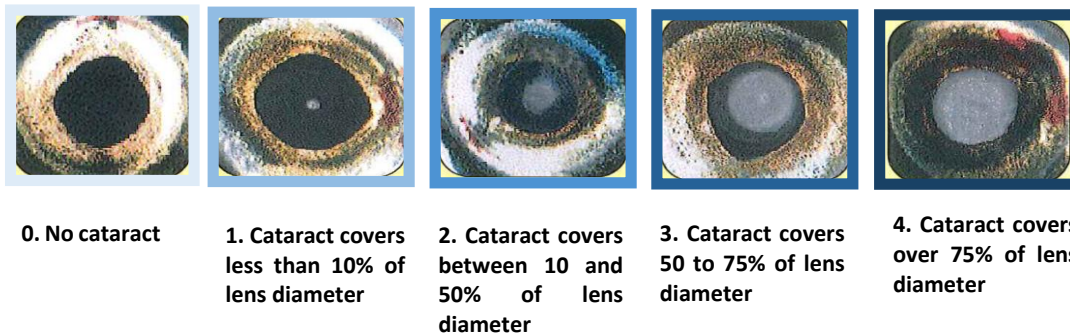 0. No cataract
1. Cataract covers
less than 10% of
lens diameter
2. Cataract covers
between 10 and
50% of lens
diameter
3. Cataract covers
50 to 75% of lens
diameter
4. Cataract covers
over 75% of lens
diameter